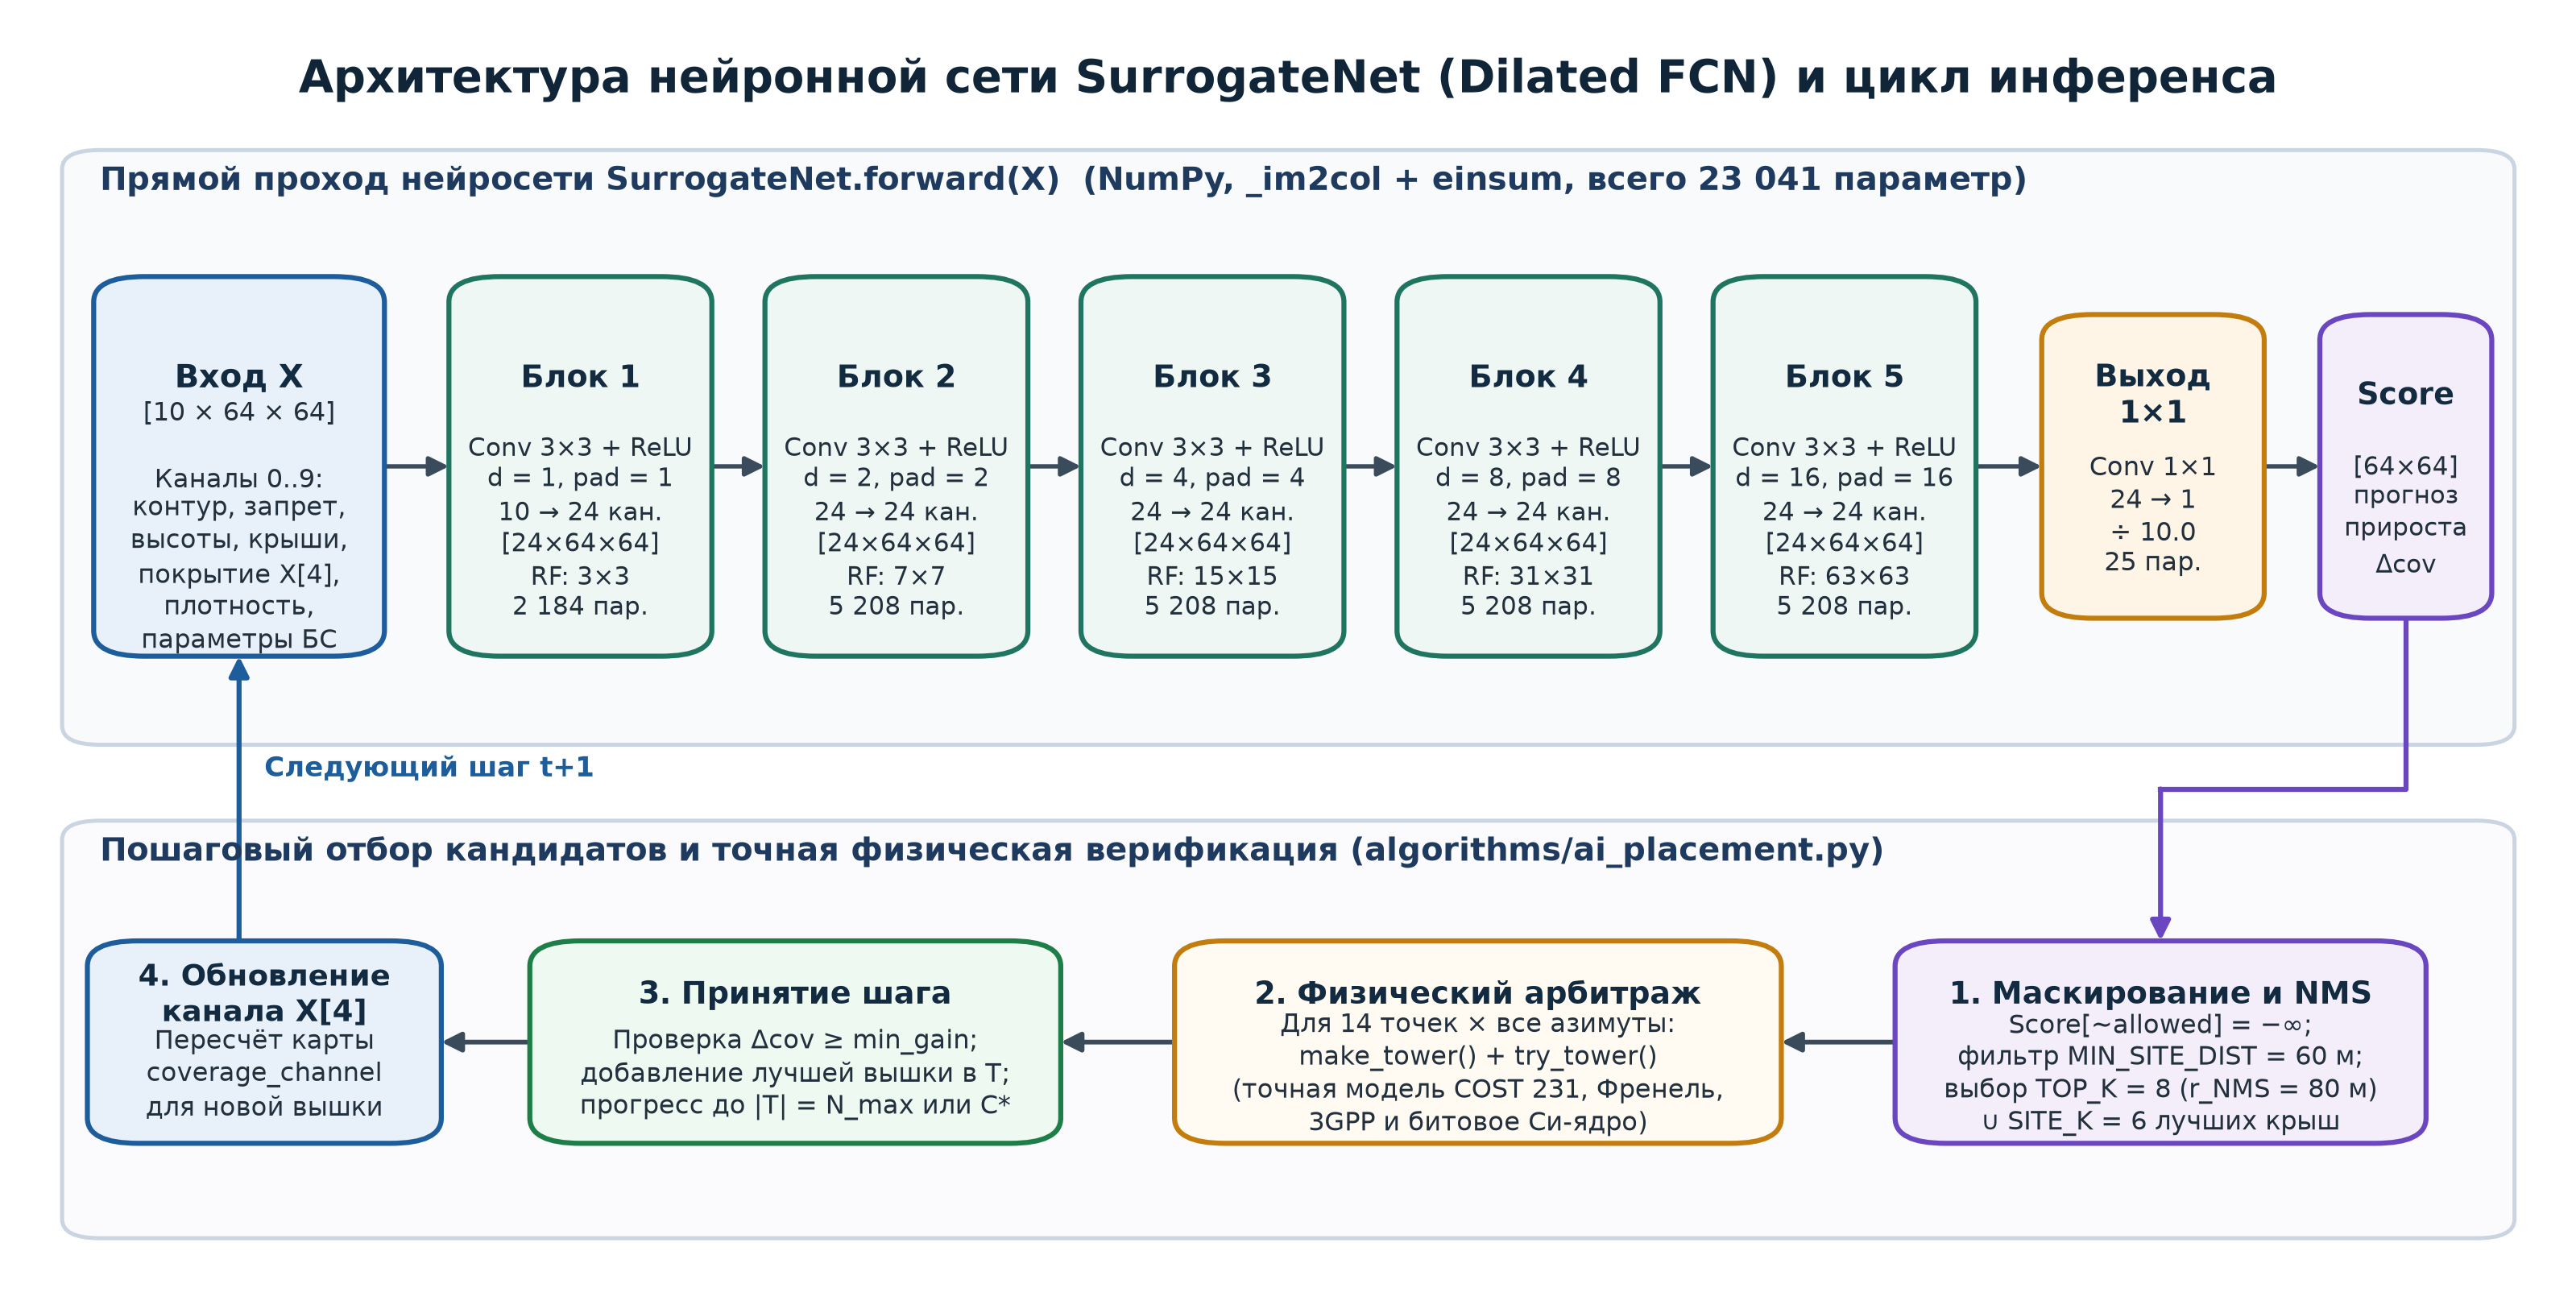 Архитектура нейронной сети SurrogateNet (Dilated FCN) и цикл инференса
Прямой проход нейросети SurrogateNet.forward(X)  (NumPy, _im2col + einsum, всего 23 041 параметр)
Вход X
[10 × 64 × 64]
Каналы 0..9:
контур, запрет,
высоты, крыши,
покрытие X[4],
плотность,
параметры БС
Блок 1
Conv 3×3 + ReLU
d = 1, pad = 1
10 → 24 кан.
[24×64×64]
RF: 3×3
2 184 пар.
Блок 2
Conv 3×3 + ReLU
d = 2, pad = 2
24 → 24 кан.
[24×64×64]
RF: 7×7
5 208 пар.
Блок 3
Conv 3×3 + ReLU
d = 4, pad = 4
24 → 24 кан.
[24×64×64]
RF: 15×15
5 208 пар.
Блок 4
Conv 3×3 + ReLU
d = 8, pad = 8
24 → 24 кан.
[24×64×64]
RF: 31×31
5 208 пар.
Блок 5
Conv 3×3 + ReLU
d = 16, pad = 16
24 → 24 кан.
[24×64×64]
RF: 63×63
5 208 пар.
Выход
1×1
Conv 1×1
24 → 1
÷ 10.0
25 пар.
Score
[64×64]
прогноз
прироста
Δcov
Следующий шаг t+1
Пошаговый отбор кандидатов и точная физическая верификация (algorithms/ai_placement.py)
4. Обновление
канала X[4]
Пересчёт карты
coverage_channel
для новой вышки
3. Принятие шага
Проверка Δcov ≥ min_gain;
добавление лучшей вышки в T;
прогресс до |T| = N_max или C*
2. Физический арбитраж
Для 14 точек × все азимуты:
make_tower() + try_tower()
(точная модель COST 231, Френель,
3GPP и битовое Си-ядро)
1. Маскирование и NMS
Score[~allowed] = −∞;
фильтр MIN_SITE_DIST = 60 м;
выбор TOP_K = 8 (r_NMS = 80 м)
∪ SITE_K = 6 лучших крыш